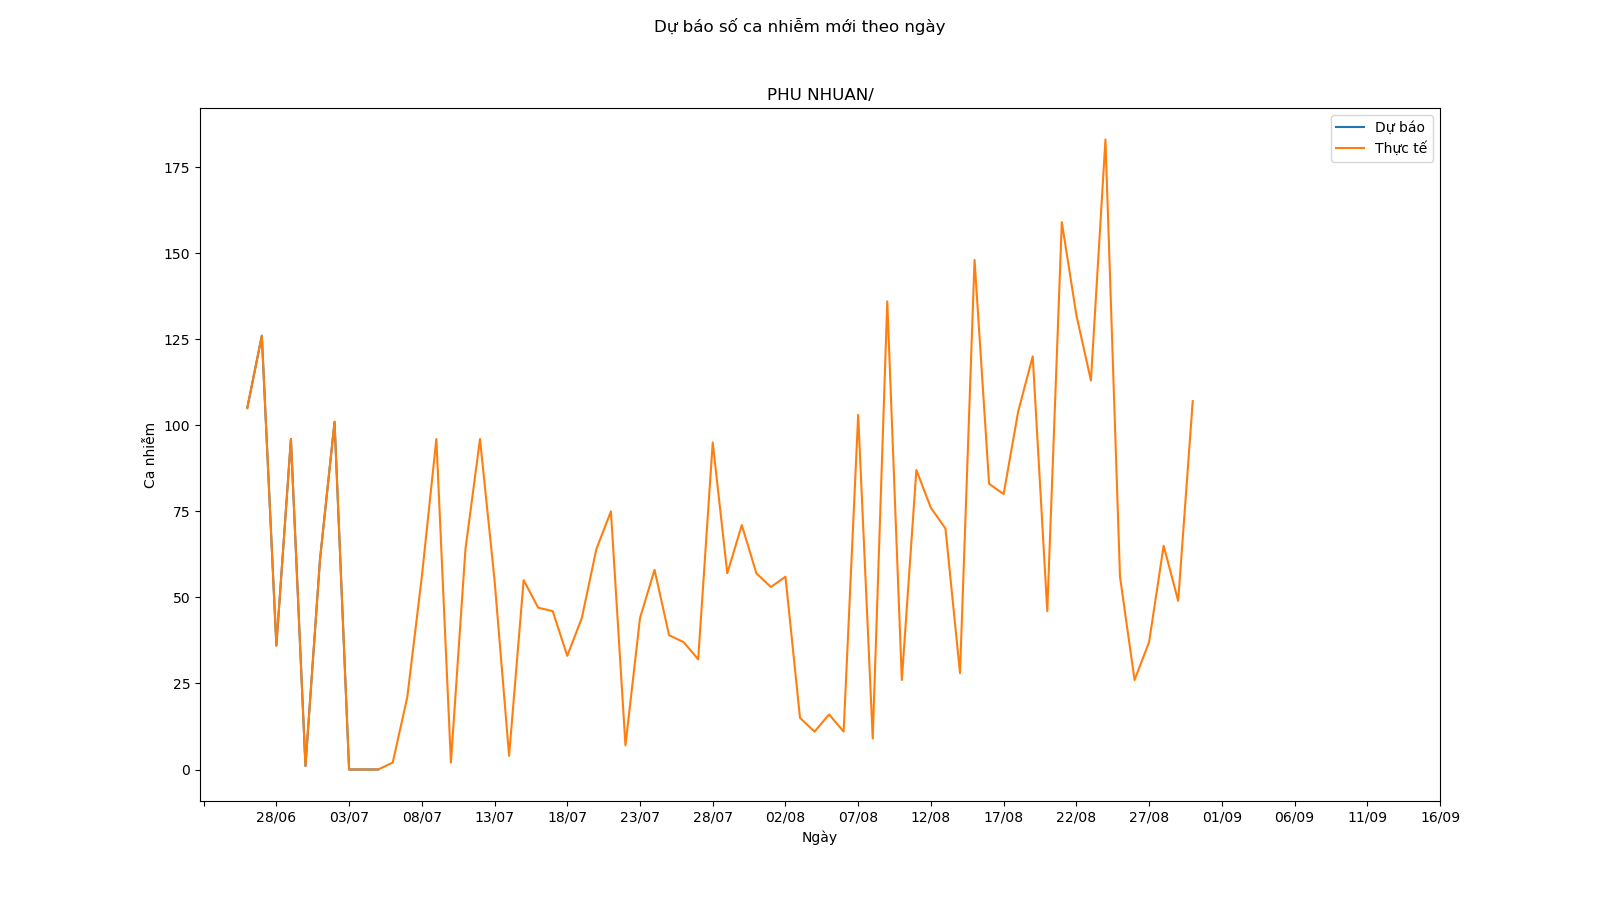 Dự báo số ca nhiễm mới theo ngày
PHU NHUAN/
Dự báo
Thực tế
175
150
125
100
75
50
25
0
Ca nhiễm
28/06 03/07 08/07 13/07 18/07 23/07 28/07 02/08 07/08 12/08 17/08 22/08 27/08 01/09 06/09 11/09 16/09
Ngày